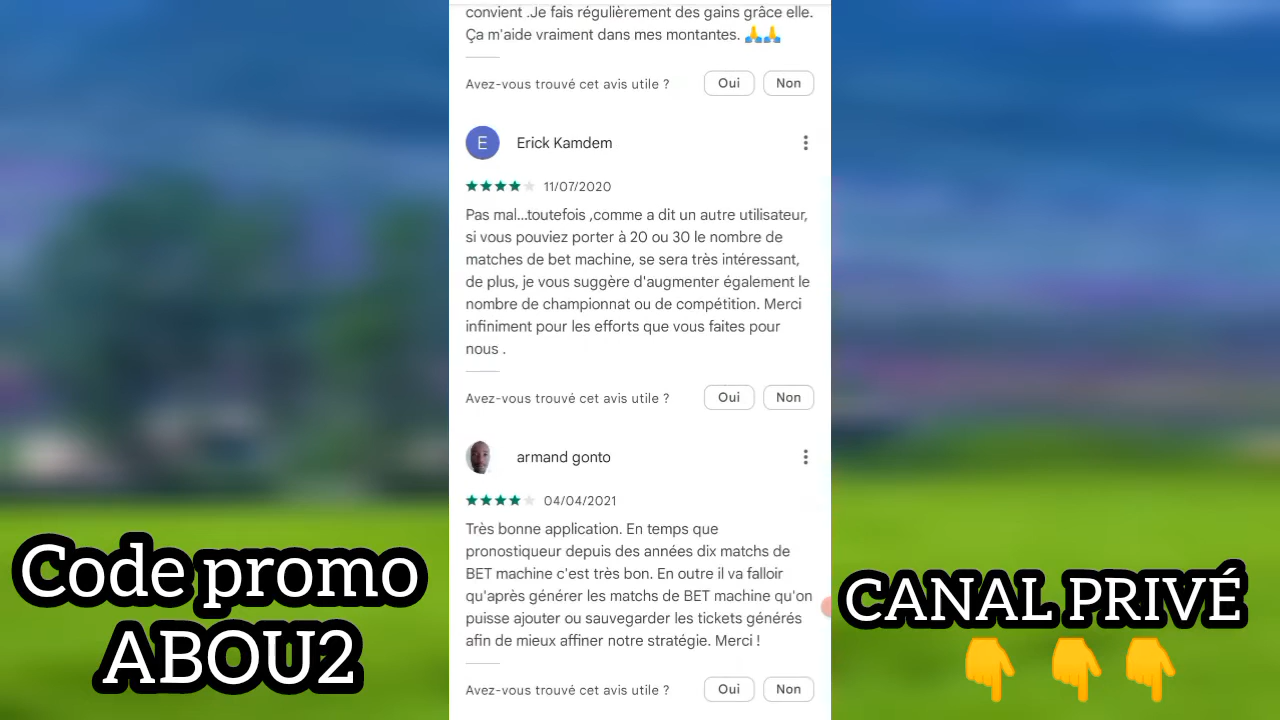 convient .Je fais régulièrement des gains grâce elle.
Ça m'aide vraiment dans mes montantes. 🙏🙏
Avez-vous trouvé cet avis utile ? Oui Non
E Erick Kamdem
11/07/2020
Pas mal...toutefois ,comme a dit un autre utilisateur,
si vous pouviez porter à 20 ou 30 le nombre de
matches de bet machine, se sera très intéressant,
de plus, je vous suggère d'augmenter également le
nombre de championnat ou de compétition. Merci
infiniment pour les efforts que vous faites pour
nous .
Avez-vous trouvé cet avis utile ? Oui Non
armand gonto
04/04/2021
Très bonne application. En temps que
pronostiqueur depuis des années dix matchs de
BET machine c'est très bon. En outre il va falloir
qu'après générer les matchs de BET machine qu'on
puisse ajouter ou sauvegarder les tickets générés
afin de mieux affiner notre stratégie. Merci !
Avez-vous trouvé cet avis utile ? Oui Non
Code promo
ABOU2
CANAL PRIVÉ
👇 👇 👇